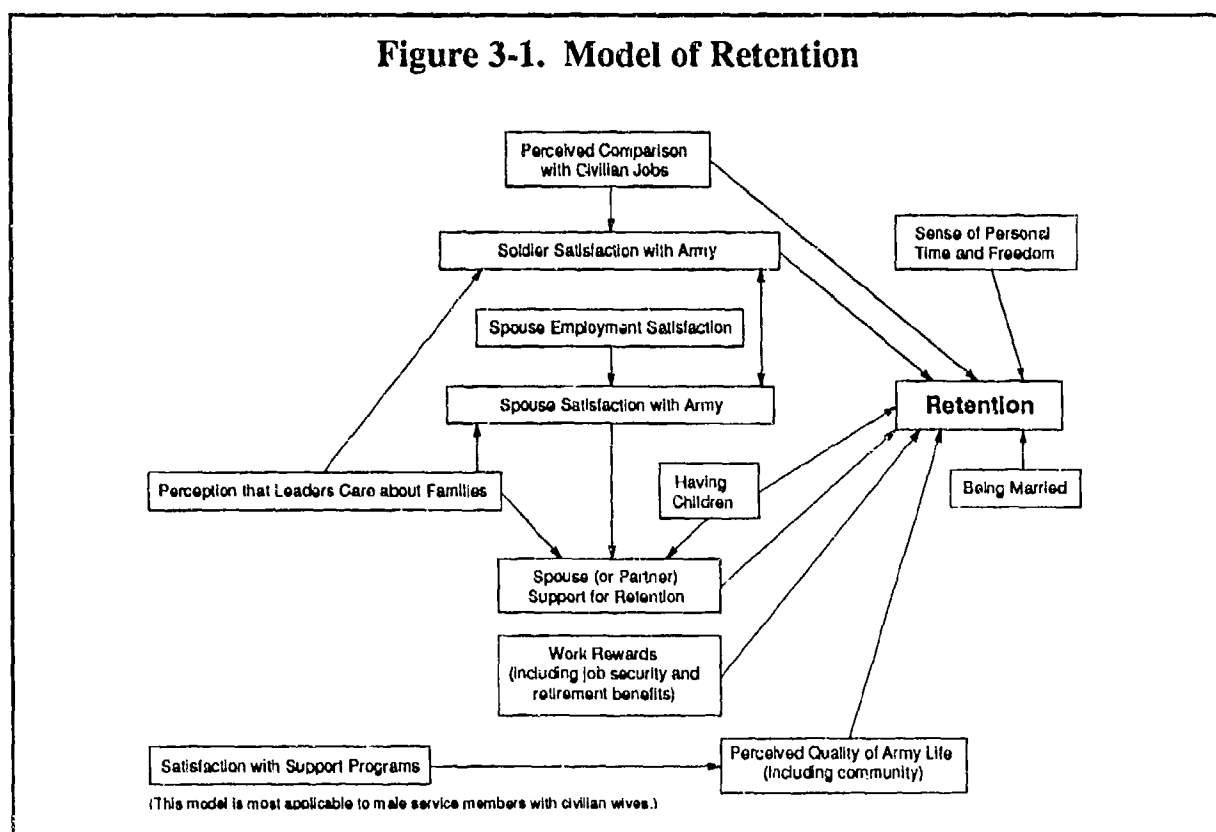 Figure 3-1. Model of Retention
Perceived Comparison
with Civilian Jobs
Soldier Satisfaction with Army
Sense of Personal
Time and Freedom
Spouse Employment Satisfaction
Spouse Satisfaction with Army
Retention
Perception that Leaders Care about Families
Having
Children
Being Married
Spouse (or Partner)
Support for Retention
Work Rewards
(including job security and
retirement benefits)
Satisfaction with Support Programs
Perceived Quality of Army Life
(including community)
(This model is most applicable to male service members with civilian wives.)